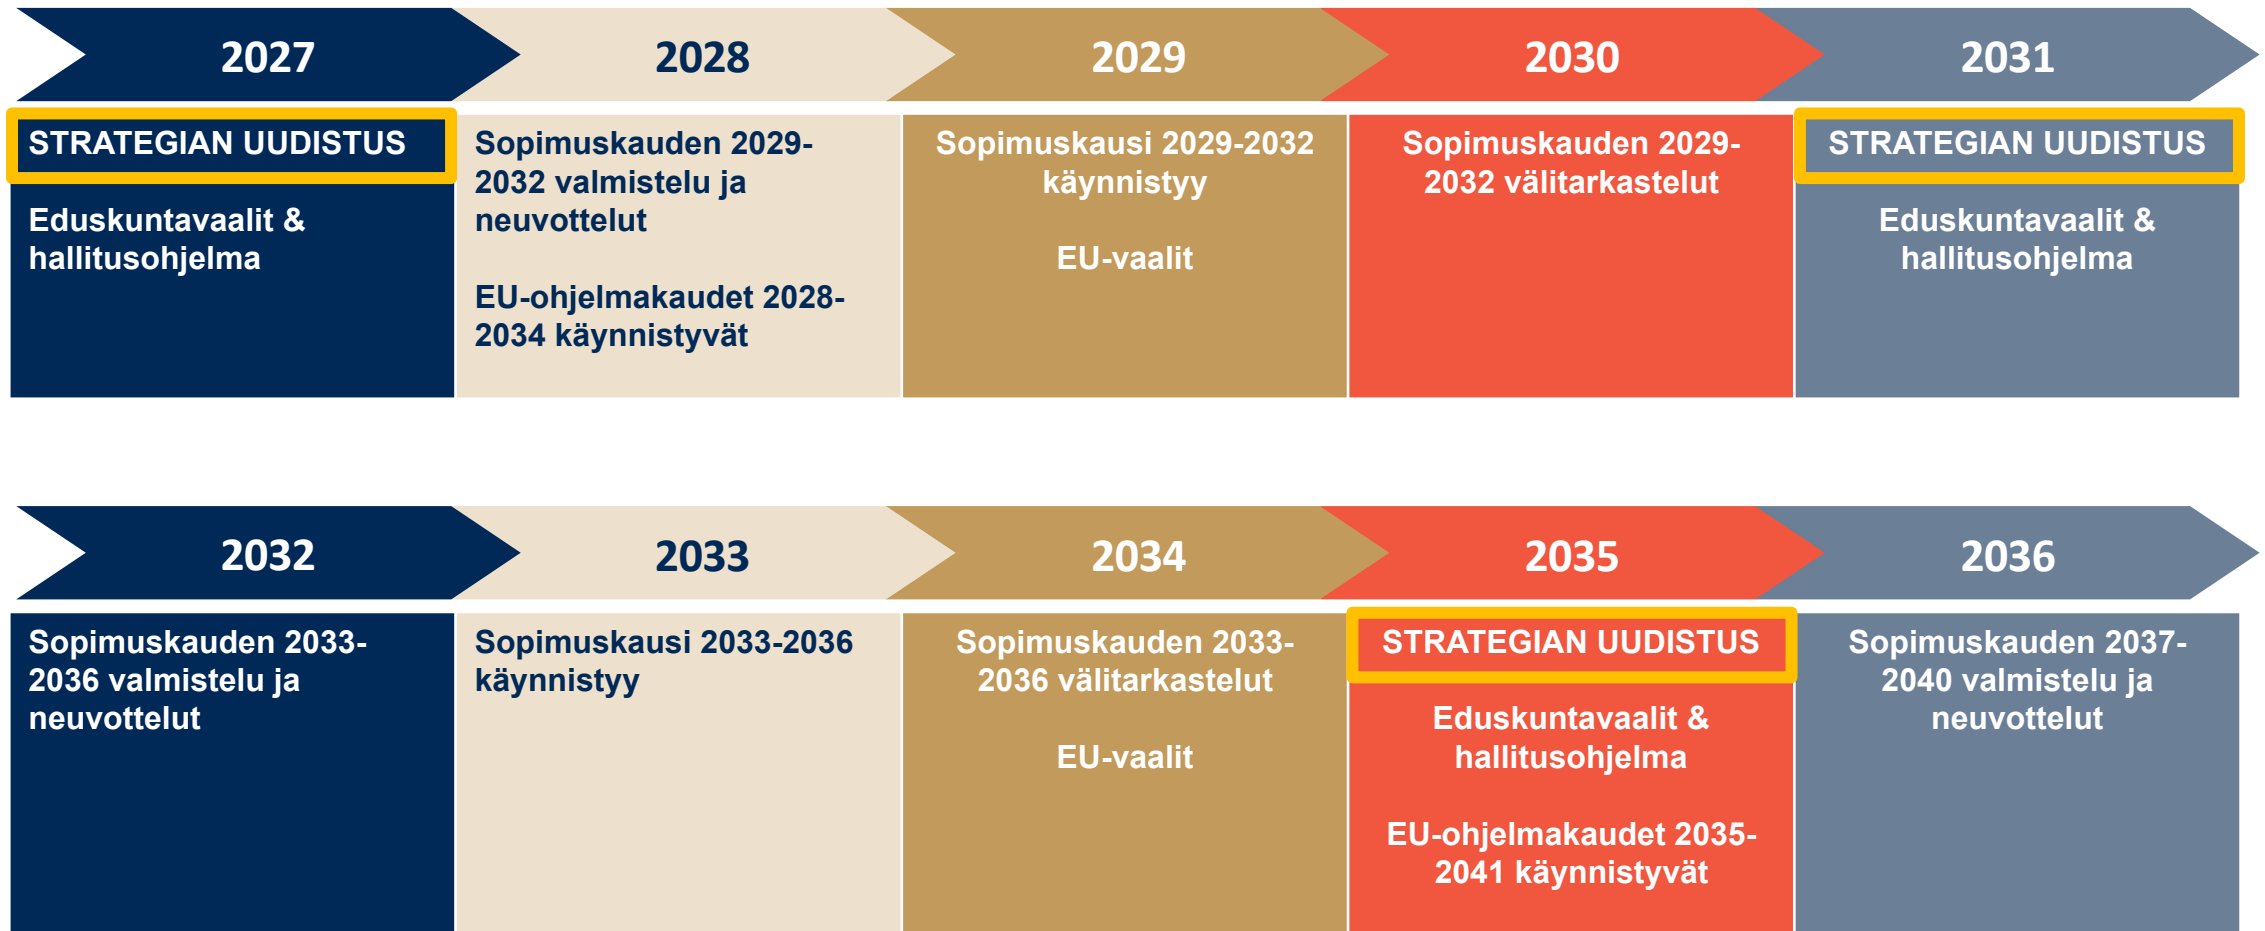 2027
2028
2029
2030
2031
STRATEGIAN UUDISTUS
Eduskuntavaalit &
hallitusohjelma
Sopimuskauden 2029-
2032 valmistelu ja
neuvottelut
EU-ohjelmakaudet 2028-
2034 käynnistyvät
Sopimuskausi 2029-2032
käynnistyy
EU-vaalit
Sopimuskauden 2029-
2032 välitarkastelut
STRATEGIAN UUDISTUS
Eduskuntavaalit &
hallitusohjelma
2032
2033
2034
2035
2036
Sopimuskauden 2033-
2036 valmistelu ja
neuvottelut
Sopimuskausi 2033-2036
käynnistyy
Sopimuskauden 2033-
2036 välitarkastelut
EU-vaalit
STRATEGIAN UUDISTUS
Eduskuntavaalit &
hallitusohjelma
EU-ohjelmakaudet 2035-
2041 käynnistyvät
Sopimuskauden 2037-
2040 valmistelu ja
neuvottelut